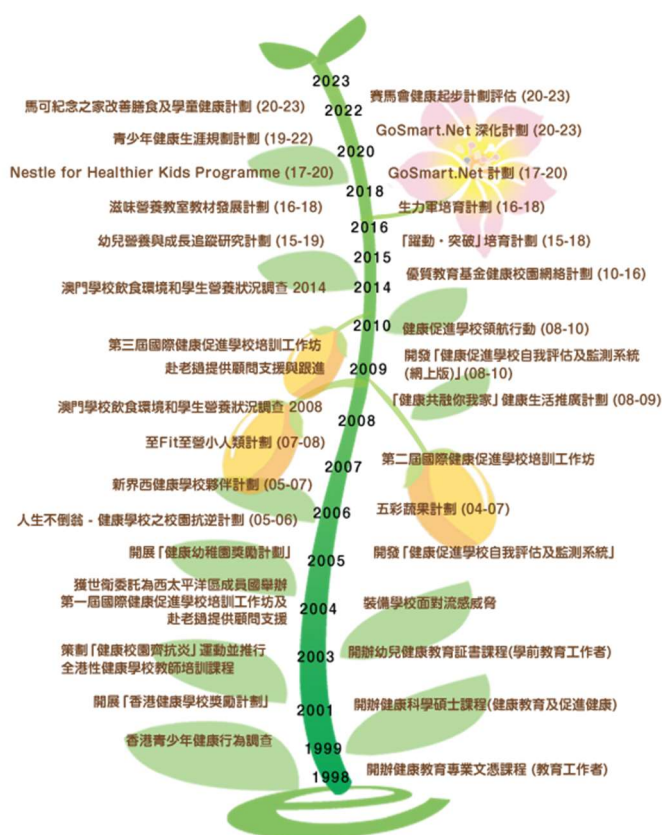 2023
賽馬會健康起步計劃評估 (20-23)
馬可紀念之家改善膳食及學童健康計劃 (20-23)
2022
GoSmart.Net 深化計劃 (20-23)
青少年健康生涯規劃計劃 (19-22)
2020
Nestle for Healthier Kids Programme (17-20)
GoSmart.Net 計劃 (17-20)
2018
滋味營養教室教材發展計劃 (16-18)
生力軍培育計劃 (16-18)
2016
幼兒營養與成長追蹤研究計劃 (15-19)
「躍動・突破」培育計劃 (15-18)
2015
優質教育基金健康校園網絡計劃 (10-16)
澳門學校飲食環境和學生營養狀況調查 2014
2014
2010
健康促進學校領航行動 (08-10)
第三屆國際健康促進學校培訓工作坊
赴老撾提供顧問支援與跟進
2009
開發「健康促進學校自我評估及監測系統
(網上版)」(08-10)
「健康共融你我家」健康生活推廣計劃 (08-09)
澳門學校飲食環境和學生營養狀況調查 2008
2008
至Fit至營小人類計劃 (07-08)
2007
第二屆國際健康促進學校培訓工作坊
新界西健康學校夥伴計劃 (05-07)
五彩蔬果計劃 (04-07)
2006
人生不倒翁 - 健康學校之校園抗逆計劃 (05-06)
開展「健康幼稚園獎勵計劃」
2005
開發「健康促進學校自我評估及監測系統」
獲世衛委託為西太平洋區成員國舉辦
第一屆國際健康促進學校培訓工作坊及
赴老撾提供顧問支援
2004
裝備學校面對流感威脅
策劃「健康校園齊抗炎」運動並推行
全港性健康學校教師培訓課程
2003
開辦幼兒健康教育証書課程(學前教育工作者)
開展「香港健康學校獎勵計劃」
2001
開辦健康科學碩士課程(健康教育及促進健康)
香港青少年健康行為調查
1999
1998
開辦健康教育專業文憑課程 (教育工作者)